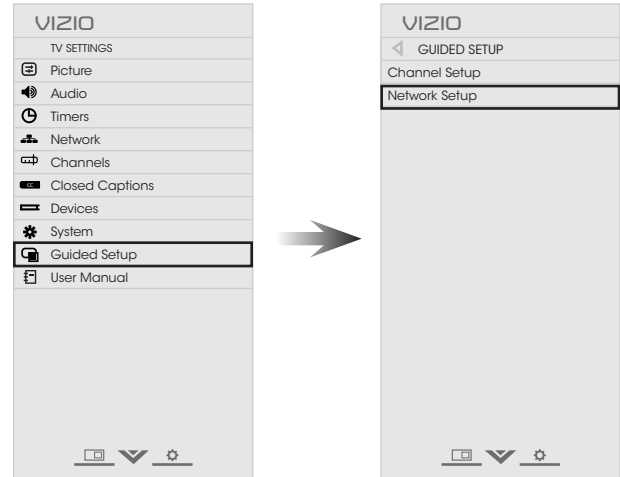 VIZIO
TV SETTINGS
Picture
Audio
Timers
Network
Channels
CC Closed Captions
Devices
System
Guided Setup
User Manual
VIZIO
GUIDED SETUP
Channel Setup
Network Setup